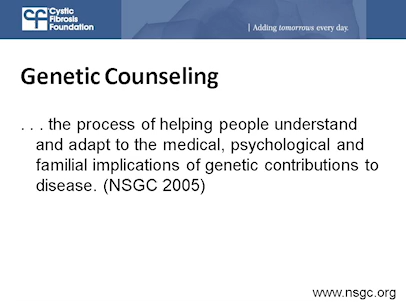 Cystic
Fibrosis
Foundation
| Adding tomorrows every day.
Genetic Counseling
. . . the process of helping people understand
and adapt to the medical, psychological and
familial implications of genetic contributions to
disease. (NSGC 2005)
www.nsgc.org